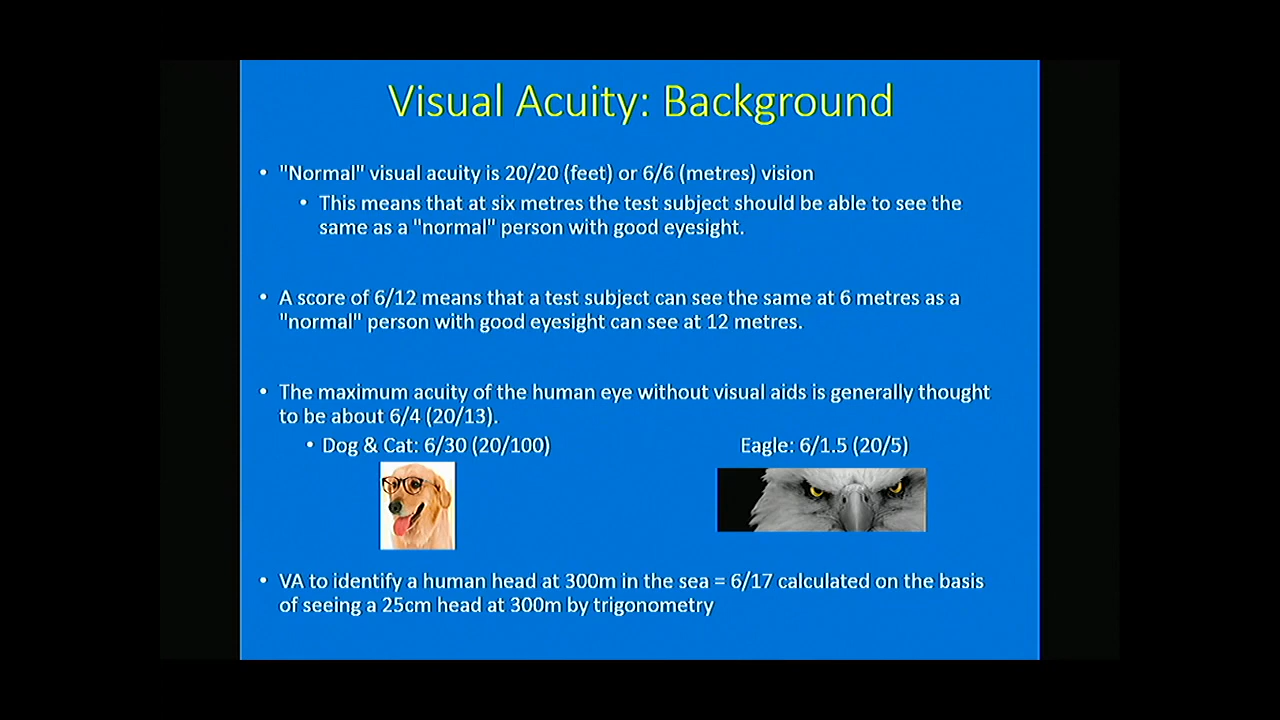 Visual Acuity: Background
• "Normal" visual acuity is 20/20 (feet) or 6/6 (metres) vision
• This means that at six metres the test subject should be able to see the
same as a "normal" person with good eyesight.
• A score of 6/12 means that a test subject can see the same at 6 metres as a
"normal" person with good eyesight can see at 12 metres.
• The maximum acuity of the human eye without visual aids is generally thought
to be about 6/4 (20/13).
• Dog & Cat: 6/30 (20/100)
Eagle: 6/1.5 (20/5)
• VA to identify a human head at 300m in the sea = 6/17 calculated on the basis
of seeing a 25cm head at 300m by trigonometry